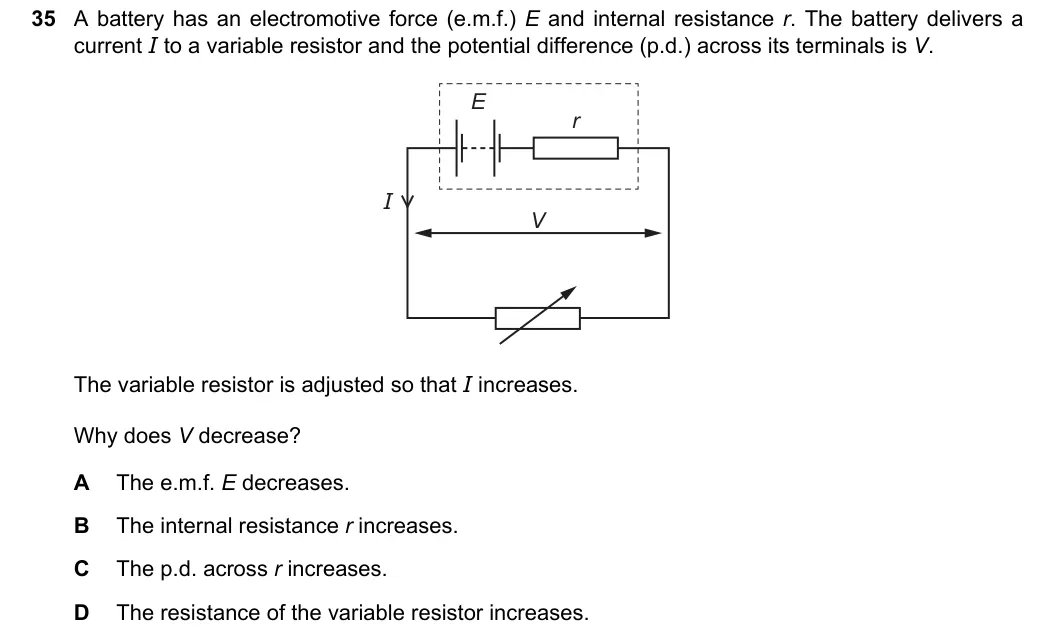 35 A battery has an electromotive force (e.m.f.) E and internal resistance r. The battery delivers a
current I to a variable resistor and the potential difference (p.d.) across its terminals is V.
E
r
I
V
The variable resistor is adjusted so that I increases.
Why does V decrease?
A The e.m.f. E decreases.
B The internal resistance r increases.
C The p.d. across r increases.
D The resistance of the variable resistor increases.